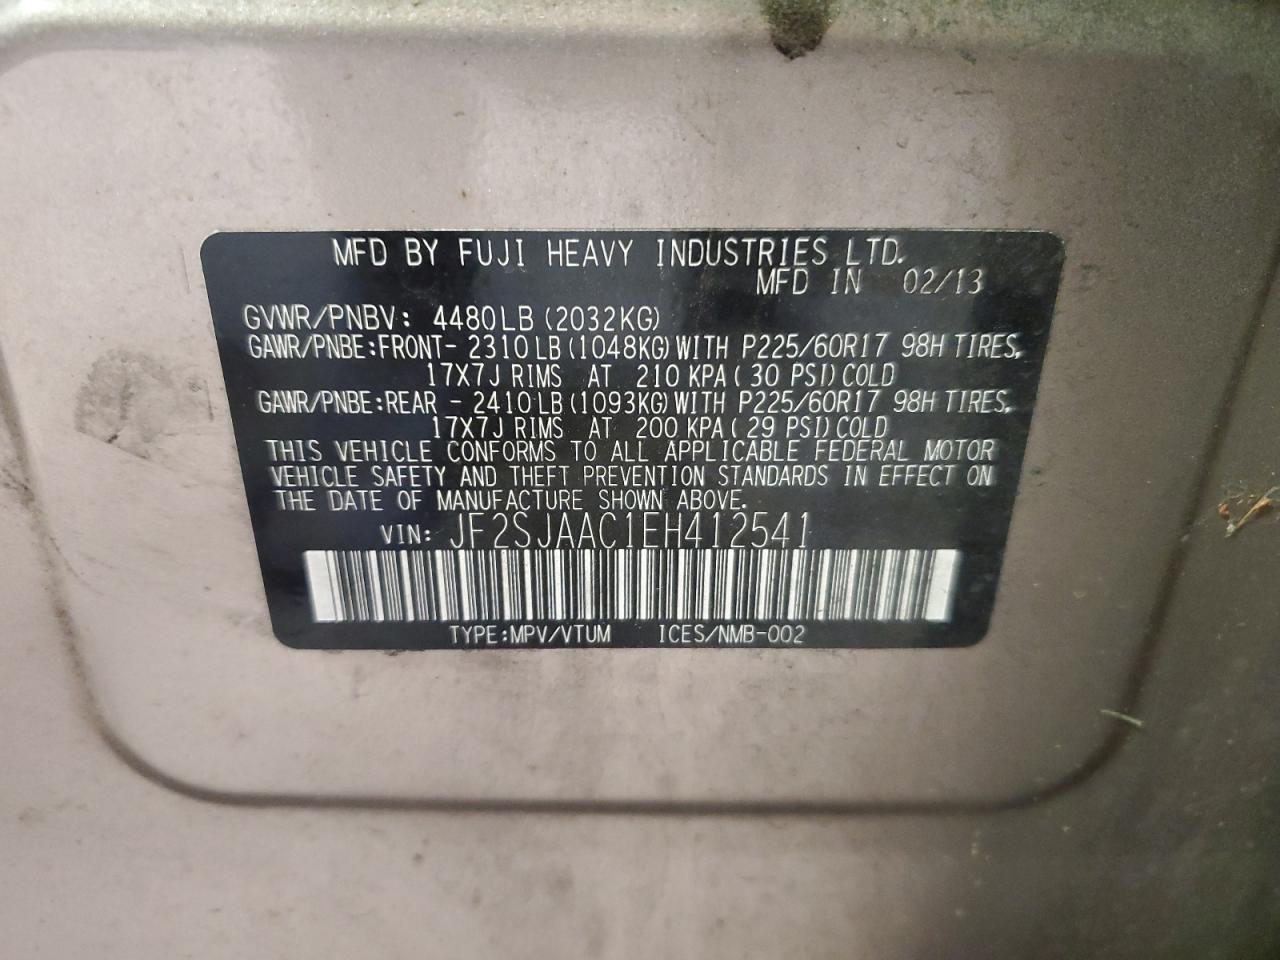 MFD BY FUJI HEAVY INDUSTRIES LTD.
MFD IN 02/13
GVWR/PNBV: 4480LB (2032KG)
GAWR/PNBE:FRONT- 2310LB (1048KG) WITH P225/60R17 98H TIRES,
17X7J RIMS AT 210 KPA ( 30 PSI) COLD
GAWR/PNBE:REAR - 2410LB (1093KG) WITH P225/60R17 98H TIRES,
17X7J RIMS AT 200 KPA ( 29 PSI) COLD
THIS VEHICLE CONFORMS TO ALL APPLICABLE FEDERAL MOTOR
VEHICLE SAFETY AND THEFT PREVENTION STANDARDS IN EFFECT ON
THE DATE OF MANUFACTURE SHOWN ABOVE.
VIN: JF2SJAAC1EH412541
TYPE:MPV/VTUM ICES/NMB-002